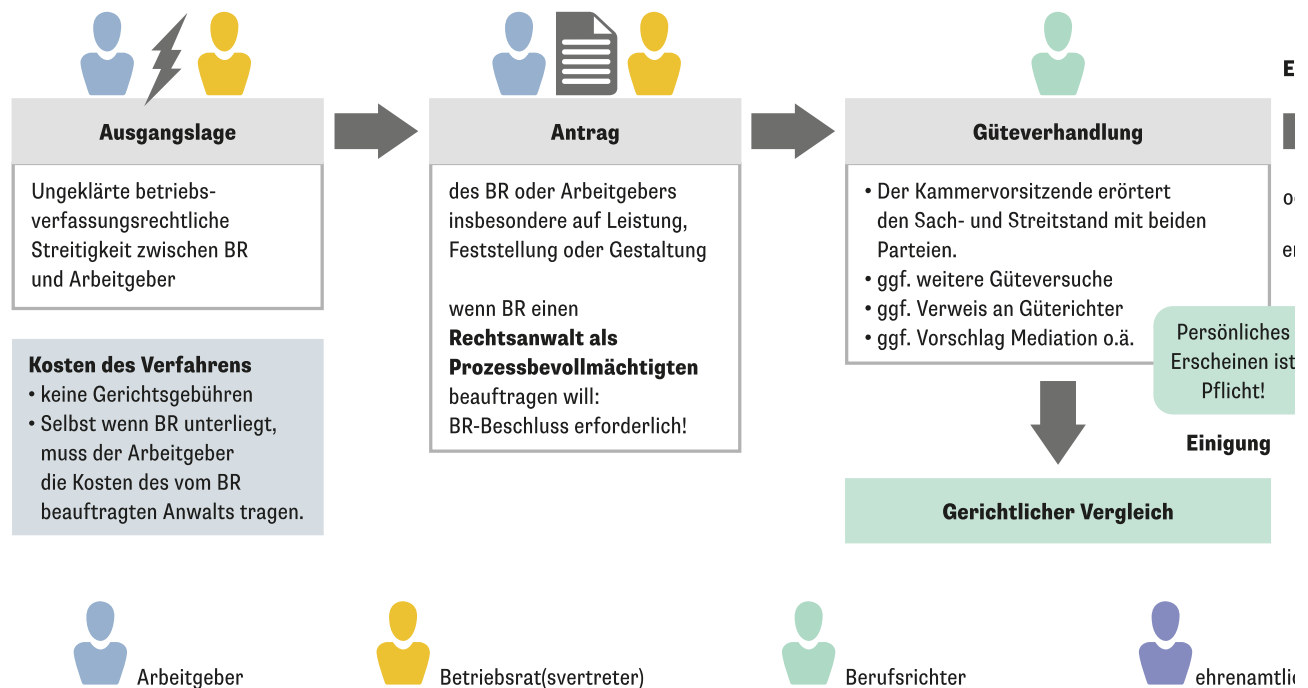 Ausgangslage
Ungeklärte betriebs-
verfassungsrechtliche
Streitigkeit zwischen BR
und Arbeitgeber
Kosten des Verfahrens
• keine Gerichtsgebühren
• Selbst wenn BR unterliegt,
muss der Arbeitgeber
die Kosten des vom BR
beauftragten Anwalts tragen.
Antrag
des BR oder Arbeitgebers
insbesondere auf Leistung,
Feststellung oder Gestaltung
wenn BR einen
Rechtsanwalt als
Prozessbevollmächtigten
beauftragen will:
BR-Beschluss erforderlich!
Güteverhandlung
• Der Kammervorsitzende erörtert
den Sach- und Streitstand mit beiden
Parteien.
• ggf. weitere Güteversuche
• ggf. Verweis an Güterichter
• ggf. Vorschlag Mediation o.ä.
Persönliches
Erscheinen ist
Pflicht!
Einigung
Gerichtlicher Vergleich
Arbeitgeber
Betriebsrat(svertreter)
Berufsrichter